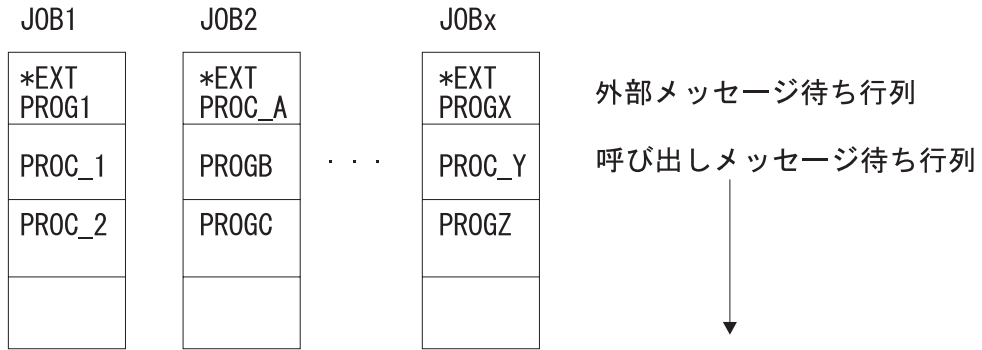 JOB1 JOB2 JOBx
*EXT *EXT *EXT 外部メッセージ待ち行列
PROG1 PROC_A PROGX
PROC_1 PROGB . . . PROC_Y 呼び出しメッセージ待ち行列
PROC_2 PROGC PROGZ